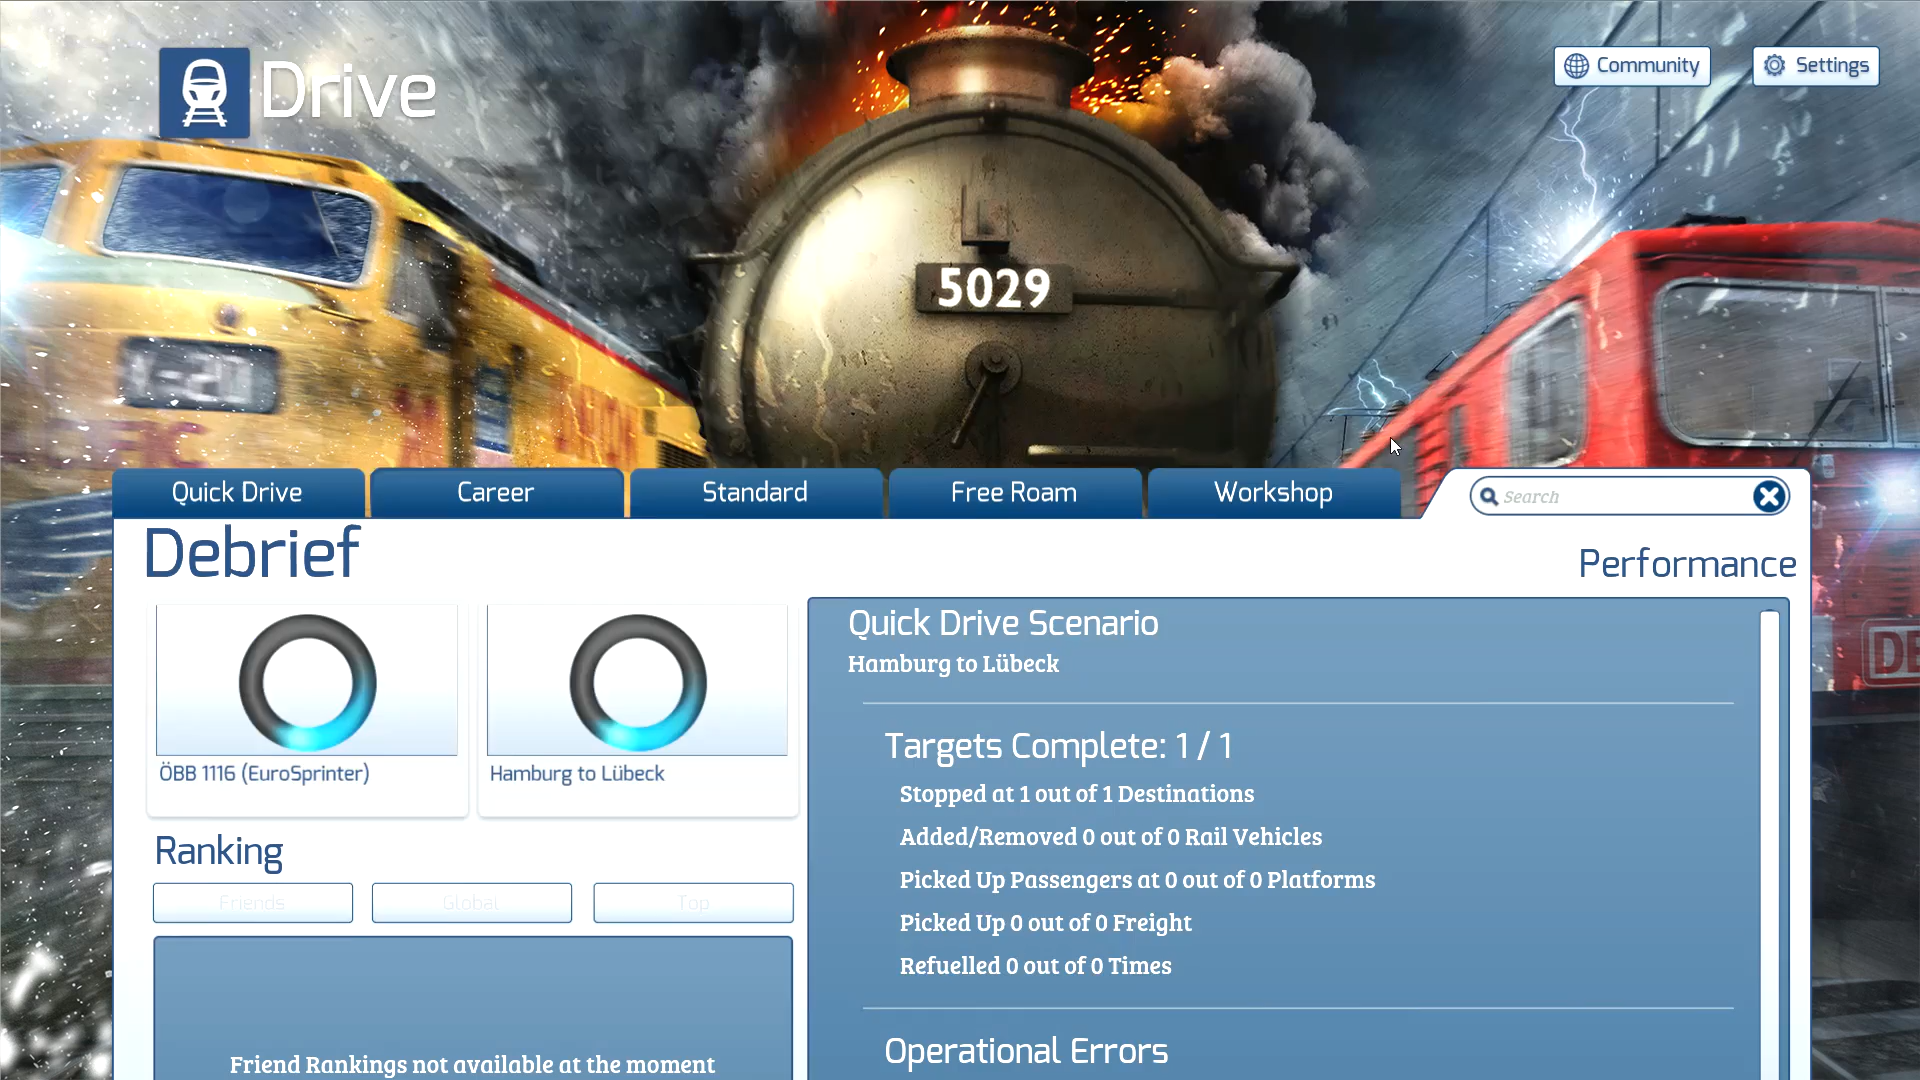 Drive
Community
Settings
5029
Quick Drive
Career
Standard
Free Roam
Workshop
Search
Debrief
Performance
ÖBB 1116 (EuroSprinter)
Hamburg to Lübeck
Ranking
Friends
Global
Top
Friend Rankings not available at the moment
Quick Drive Scenario
Hamburg to Lübeck
Targets Complete: 1 / 1
Stopped at 1 out of 1 Destinations
Added/Removed 0 out of 0 Rail Vehicles
Picked Up Passengers at 0 out of 0 Platforms
Picked Up 0 out of 0 Freight
Refuelled 0 out of 0 Times
Operational Errors